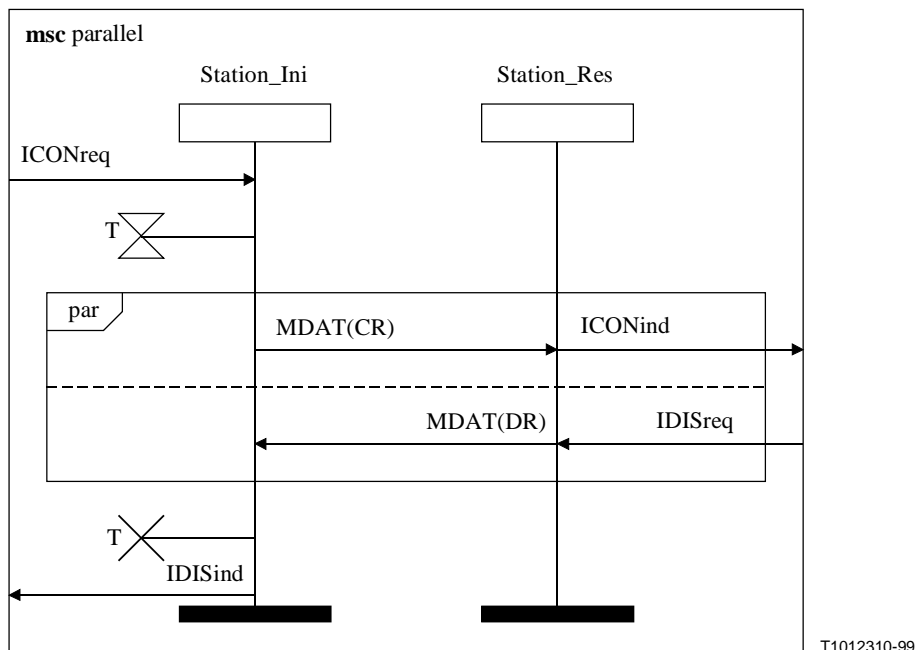 msc parallel
Station_Ini
Station_Res
ICONreq
T
par
MDAT(CR)
ICONind
MDAT(DR)
IDISreq
T
IDISind
T1012310-99